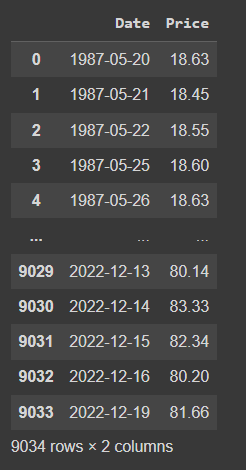 Date Price
0 1987-05-20 18.63
1 1987-05-21 18.45
2 1987-05-22 18.55
3 1987-05-25 18.60
4 1987-05-26 18.63
... ... ...
9029 2022-12-13 80.14
9030 2022-12-14 83.33
9031 2022-12-15 82.34
9032 2022-12-16 80.20
9033 2022-12-19 81.66
9034 rows × 2 columns